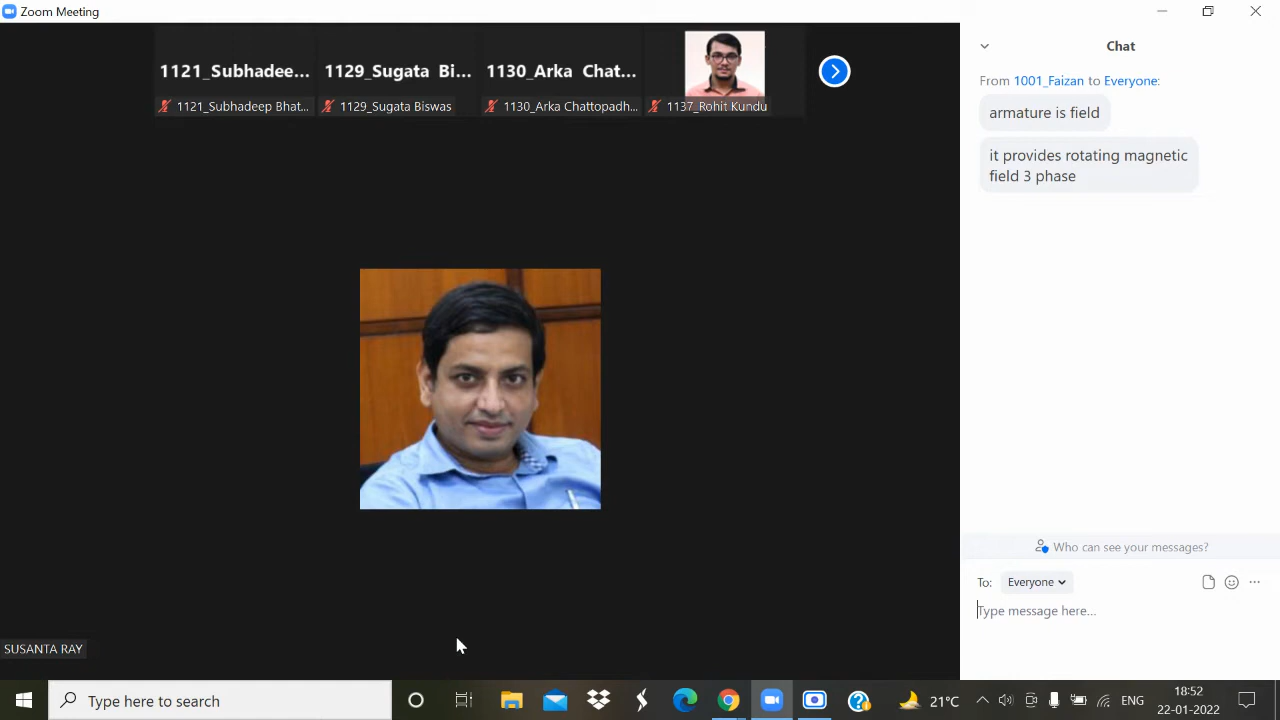 Zoom Meeting
1121_Subhadee... 1129_Sugata Bi... 1130_Arka Chat...
1121_Subhadeep Bhat... 1129_Sugata Biswas 1130_Arka Chattopadh... 1137_Rohit Kundu
SUSANTA RAY
Chat
From 1001_Faizan to Everyone:
armature is field
it provides rotating magnetic
field 3 phase
Who can see your messages?
To: Everyone
Type message here...
Type here to search
21°C
ENG
18:52
22-01-2022